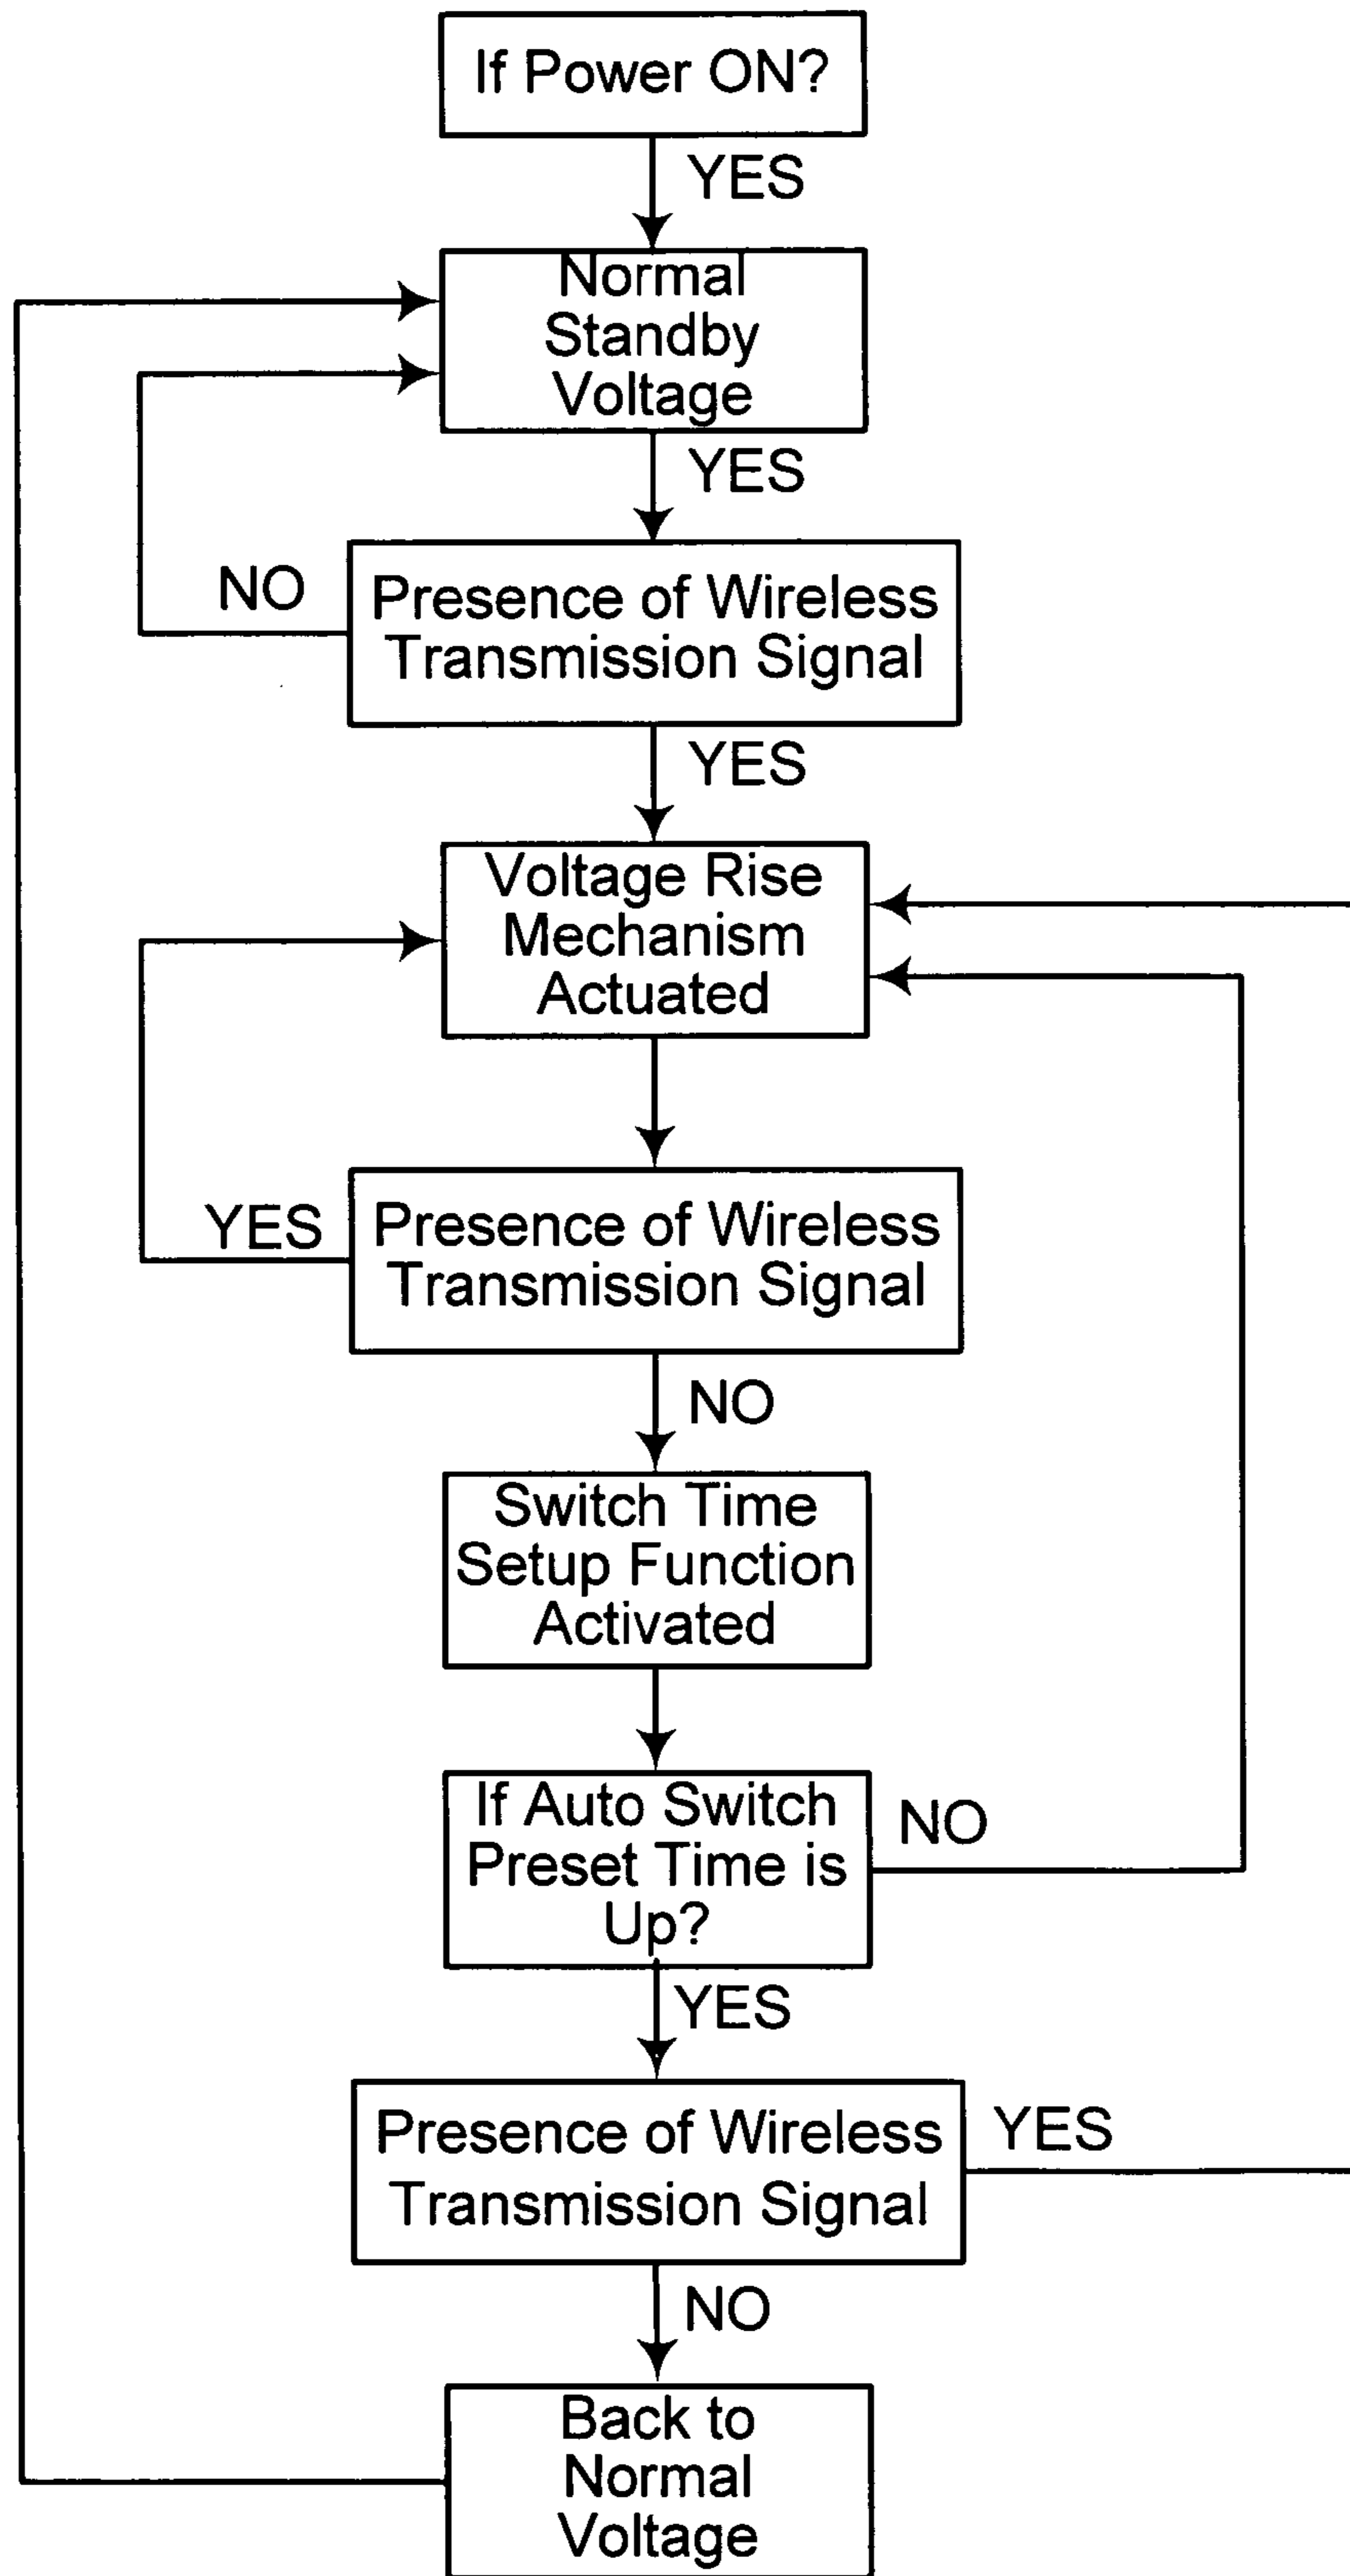 If Power ON?
YES
Normal
Standby
Voltage
YES
NO
Presence of Wireless
Transmission Signal
YES
Voltage Rise
Mechanism
Actuated
YES
Presence of Wireless
Transmission Signal
NO
Switch Time
Setup Function
Activated
If Auto Switch
Preset Time is
Up?
NO
YES
Presence of Wireless
Transmission Signal
YES
NO
Back to
Normal
Voltage